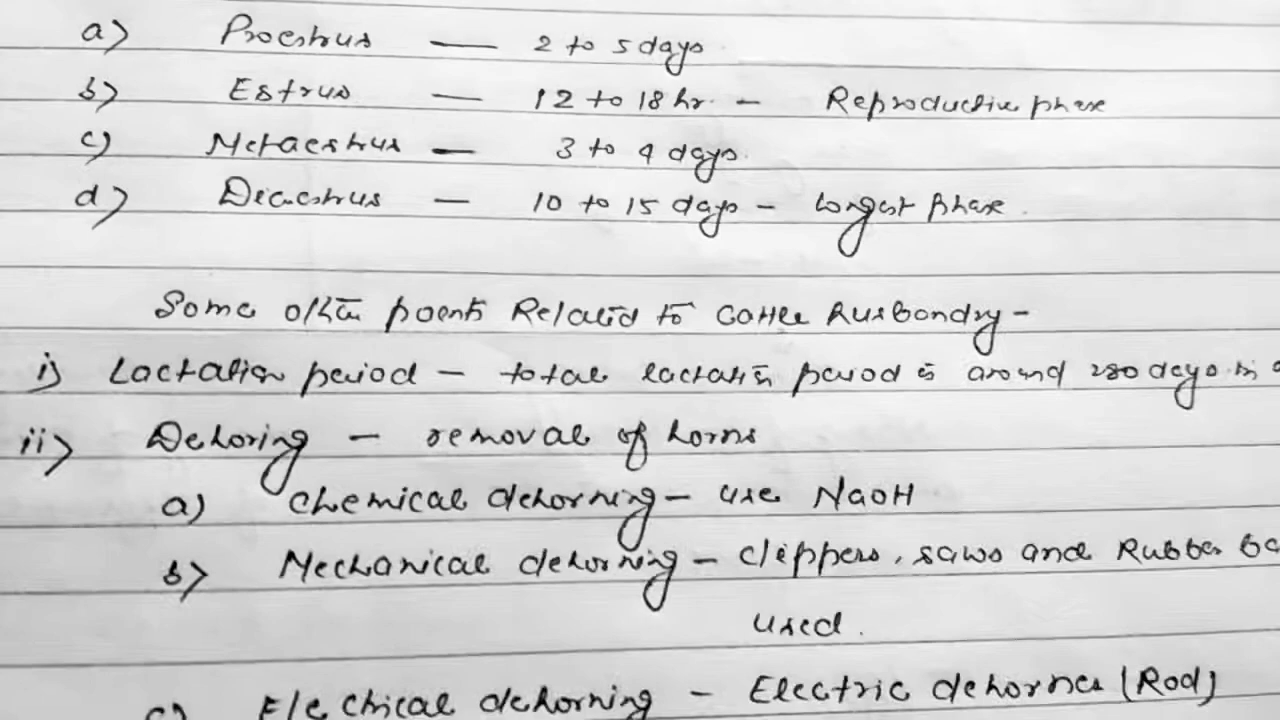 a) Proestrus — 2 to 5 days
b) Estrus — 12 to 18 hr. - Reproductive phase
c) Metaestrus — 3 to 4 days.
d) Diestrus — 10 to 15 days - Longest phase.
Some other points Related to Cattle Husbandry -
i) Lactation period - total lactation period is around 280 days in
ii) Dehoring - removal of horns
a) Chemical dehorning - use NaOH
b) Mechanical dehorning - Clippers, saws and Rubber
used.
c) Electrical dehorning - Electric dehorner (Rod)